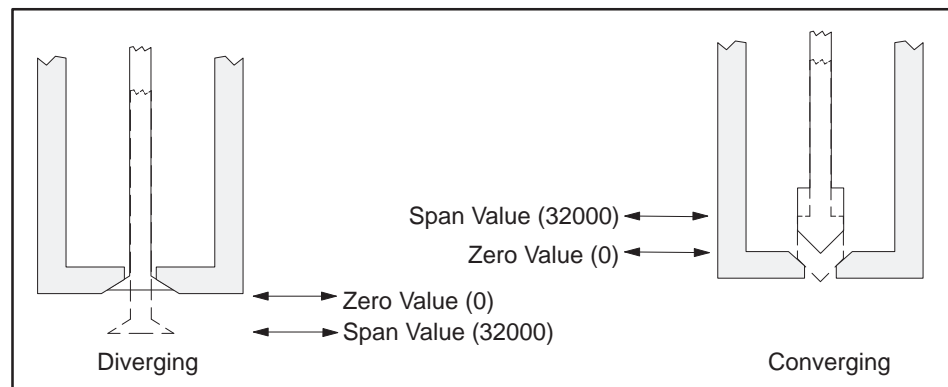 Span Value (32000)
Zero Value (0)
Zero Value (0)
Span Value (32000)
Diverging
Converging